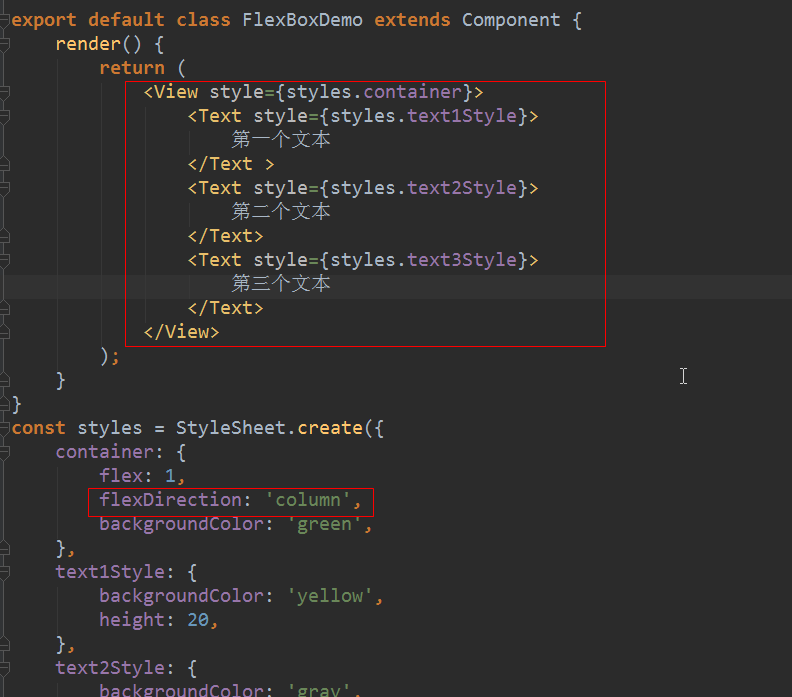 export default class FlexBoxDemo extends Component {
render() {
return (
<View style={styles.container}>
<Text style={styles.text1Style}>
第一个文本
</Text >
<Text style={styles.text2Style}>
第二个文本
</Text>
<Text style={styles.text3Style}>
第三个文本
</Text>
</View>
);
}
}
const styles = StyleSheet.create({
container: {
flex: 1,
flexDirection: 'column',
backgroundColor: 'green',
},
text1Style: {
backgroundColor: 'yellow',
height: 20,
},
text2Style: {
backgroundColor: 'gray',